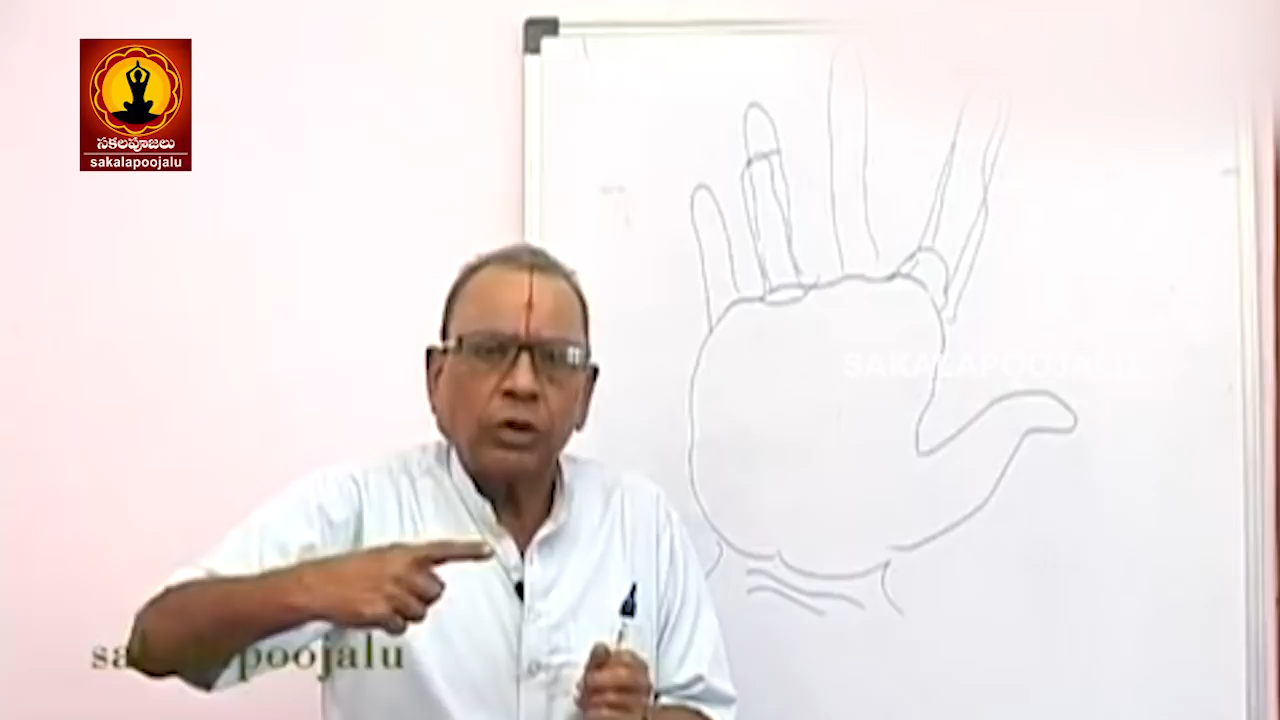 సకలపూజలు
sakalapoojalu
SAKALAPOOJALU
sakalapoojalu